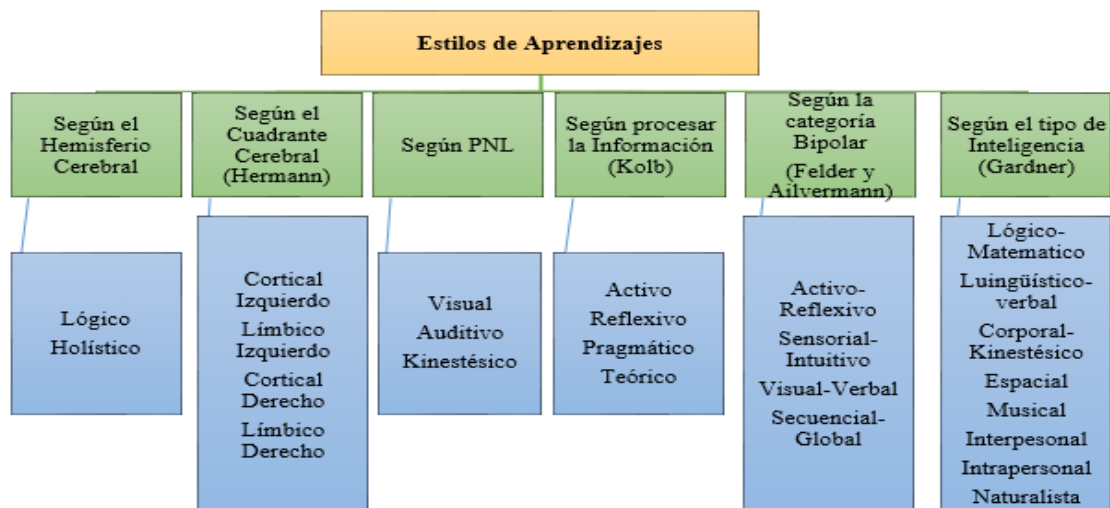 Estilos de Aprendizajes
Según el
Hemisferio
Cerebral
Según el
Cuadrante
Cerebral
(Hermann)
Según PNL
Según procesar
la Información
(Kolb)
Según la
categoría
Bipolar
(Felder y
Ailvermann)
Según el tipo de
Inteligencia
(Gardner)
Lógico
Holístico
Cortical
Izquierdo
Límbico
Izquierdo
Cortical
Derecho
Límbico
Derecho
Visual
Auditivo
Kinestésico
Activo
Reflexivo
Pragmático
Teórico
Activo-
Reflexivo
Sensorial-
Intuitivo
Visual-Verbal
Secuencial-
Global
Lógico-
Matematico
Luingüístico-
verbal
Corporal-
Kinestésico
Espacial
Musical
Interpesonal
Intrapersonal
Naturalista